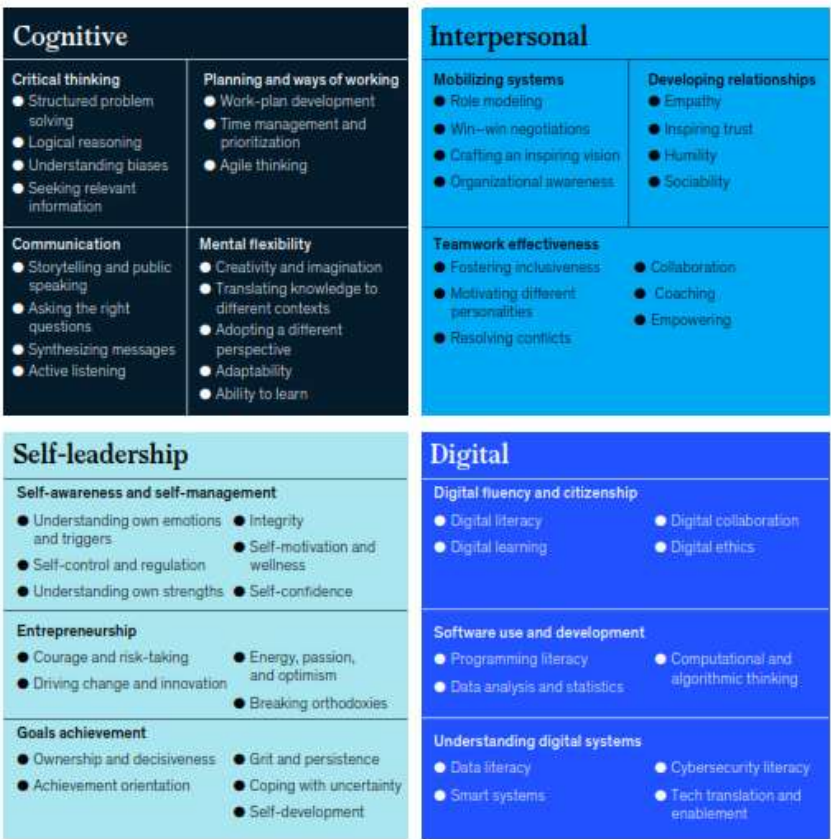 Cognitive
Critical thinking
Structured problem
solving
Logical reasoning
Understanding biases
Seeking relevant
information
Planning and ways of working
Work-plan development
Time management and
prioritization
Agile thinking
Communication
Storytelling and public
speaking
Asking the right
questions
Synthesizing messages
Active listening
Mental flexibility
Creativity and imagination
Translating knowledge to
different contexts
Adopting a different
perspective
Adaptability
Ability to learn
Interpersonal
Mobilizing systems
Role modeling
Win–win negotiations
Crafting an inspiring vision
Organizational awareness
Developing relationships
Empathy
Inspiring trust
Humility
Sociability
Teamwork effectiveness
Fostering inclusiveness
Motivating different
personalities
Resolving conflicts
Collaboration
Coaching
Empowering
Self-leadership
Self-awareness and self-management
Understanding own emotions
and triggers
Self-control and regulation
Understanding own strengths
Integrity
Self-motivation and
wellness
Self-confidence
Entrepreneurship
Courage and risk-taking
Driving change and innovation
Energy, passion,
and optimism
Breaking orthodoxies
Goals achievement
Ownership and decisiveness
Achievement orientation
Grit and persistence
Coping with uncertainty
Self-development
Digital
Digital fluency and citizenship
Digital literacy
Digital learning
Digital collaboration
Digital ethics
Software use and development
Programming literacy
Data analysis and statistics
Computational and
algorithmic thinking
Understanding digital systems
Data literacy
Smart systems
Cybersecurity literacy
Tech translation and
enablement